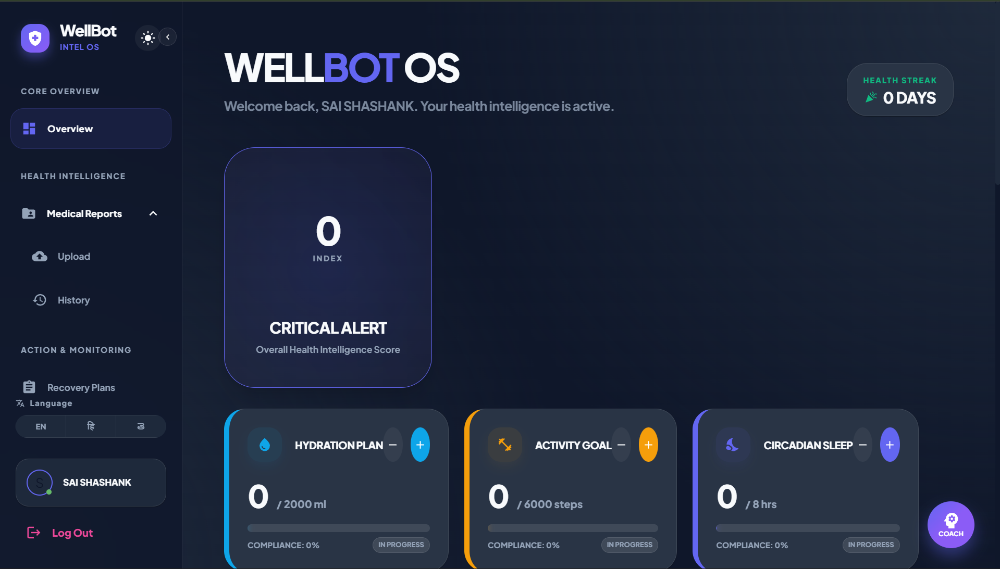 WellBot
INTEL OS
CORE OVERVIEW
Overview
HEALTH INTELLIGENCE
Medical Reports
Upload
History
ACTION & MONITORING
Recovery Plans
Language
EN
हि
S
SAI SHASHANK
Log Out
WELLBOT OS
Welcome back, SAI SHASHANK. Your health intelligence is active.
HEALTH STREAK
0 DAYS
0
INDEX
CRITICAL ALERT
Overall Health Intelligence Score
HYDRATION PLAN
0 / 2000 ml
COMPLIANCE: 0%
IN PROGRESS
ACTIVITY GOAL
0 / 6000 steps
COMPLIANCE: 0%
IN PROGRESS
CIRCADIAN SLEEP
0 / 8 hrs
COMPLIANCE: 0%
IN PROGRESS
COACH